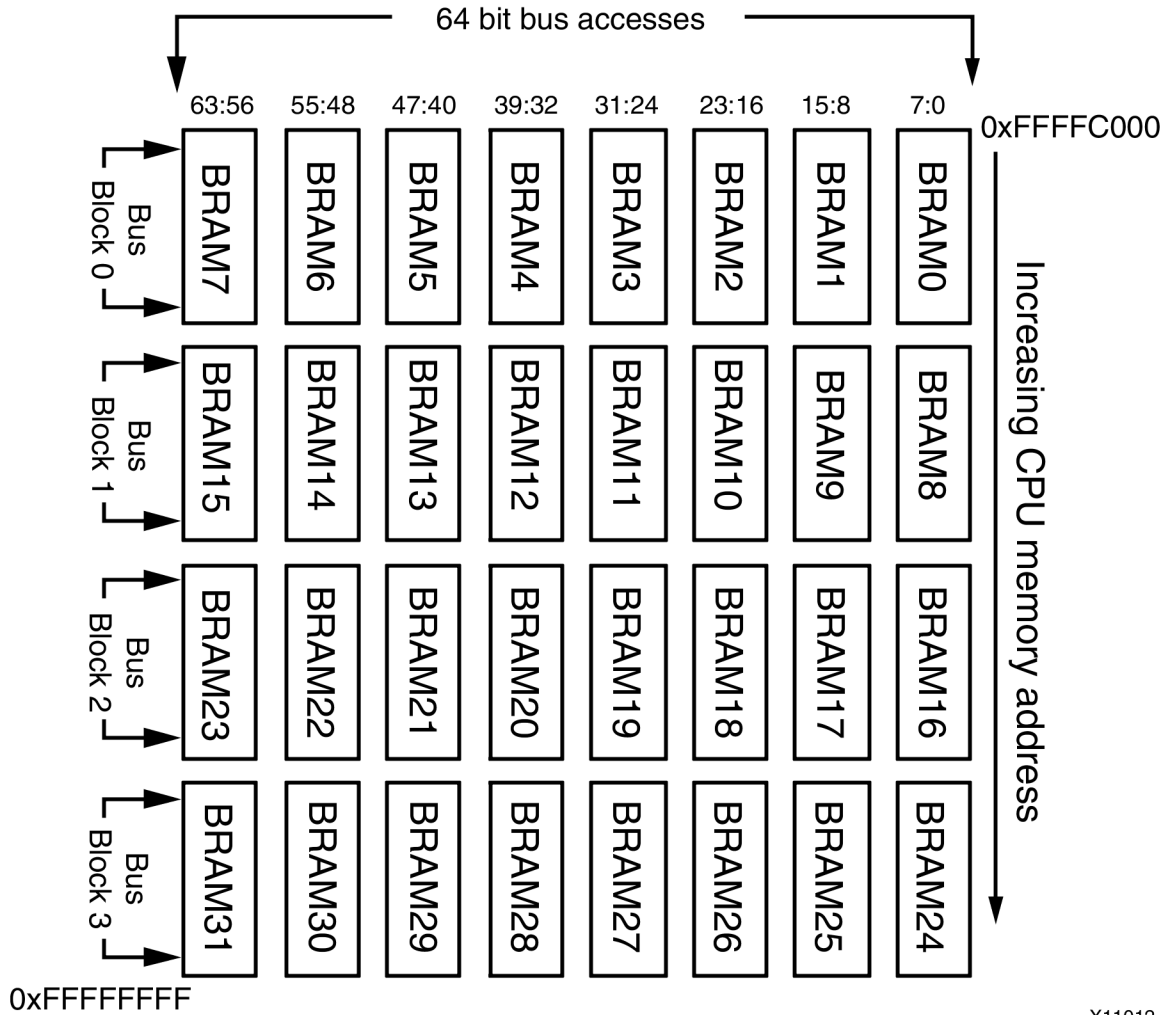 64 bit bus accesses
63:56 55:48 47:40 39:32 31:24 23:16 15:8 7:0
0xFFFFC000
Bus
Block 0
BRAM7 BRAM6 BRAM5 BRAM4 BRAM3 BRAM2 BRAM1 BRAM0
Increasing CPU memory address
Bus
Block 1
BRAM15 BRAM14 BRAM13 BRAM12 BRAM11 BRAM10 BRAM9 BRAM8
Bus
Block 2
BRAM23 BRAM22 BRAM21 BRAM20 BRAM19 BRAM18 BRAM17 BRAM16
Bus
Block 3
BRAM31 BRAM30 BRAM29 BRAM28 BRAM27 BRAM26 BRAM25 BRAM24
0xFFFFFFFF